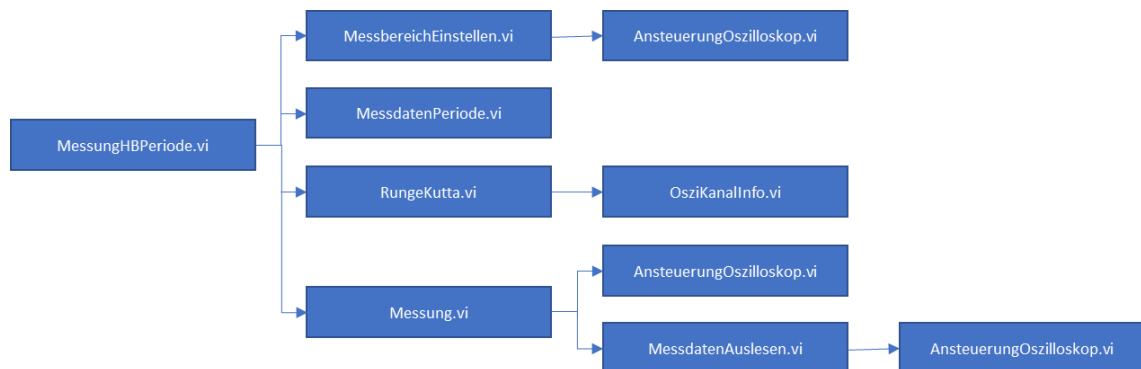 MessbereichEinstellen.vi
AnsteuerungOszilloskop.vi
MessdatenPeriode.vi
MessungHBPeriode.vi
RungeKutta.vi
OsziKanalInfo.vi
AnsteuerungOszilloskop.vi
Messung.vi
MessdatenAuslesen.vi
AnsteuerungOszilloskop.vi